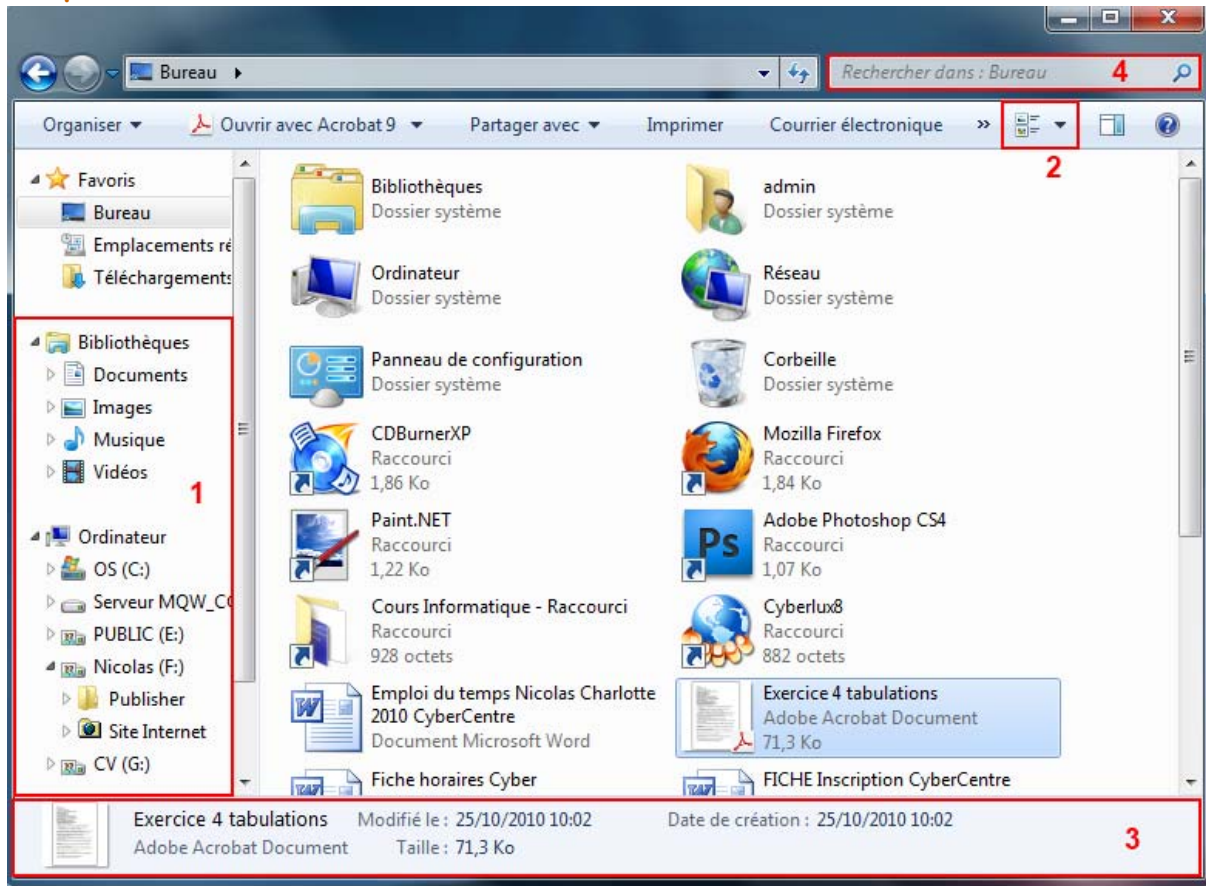 Bureau
Rechercher dans : Bureau
4
Organiser
Ouvrir avec Acrobat 9
Partager avec
Imprimer
Courrier électronique
»
2
Favoris
Bureau
Emplacements ré
Téléchargements
Bibliothèques
Documents
Images
Musique
Vidéos
1
Ordinateur
OS (C:)
Serveur MQW_CO
PUBLIC (E:)
Nicolas (F:)
Publisher
Site Internet
CV (G:)
Bibliothèques
Dossier système
admin
Dossier système
Ordinateur
Dossier système
Réseau
Dossier système
Panneau de configuration
Dossier système
Corbeille
Dossier système
CDBurnerXP
Raccourci
1,86 Ko
Mozilla Firefox
Raccourci
1,84 Ko
Paint.NET
Raccourci
1,22 Ko
Ps
Adobe Photoshop CS4
Raccourci
1,07 Ko
Cours Informatique - Raccourci
Raccourci
928 octets
Cyberlux8
Raccourci
882 octets
Emploi du temps Nicolas Charlotte
2010 CyberCentre
Document Microsoft Word
Exercice 4 tabulations
Adobe Acrobat Document
71,3 Ko
Fiche horaires Cyber
FICHE Inscription CyberCentre
Exercice 4 tabulations Modifié le : 25/10/2010 10:02 Date de création : 25/10/2010 10:02
Adobe Acrobat Document Taille : 71,3 Ko
3